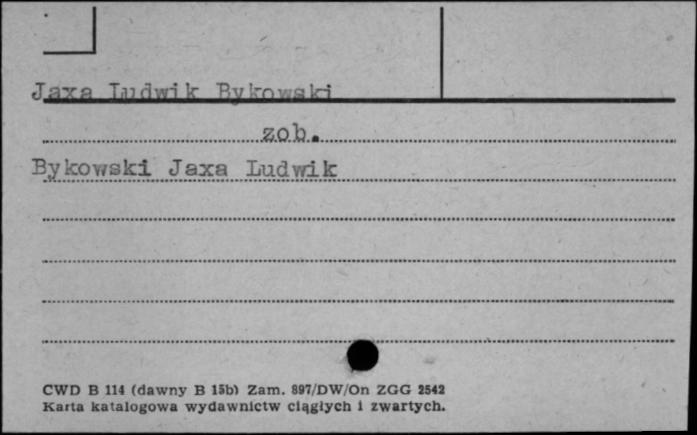 Jaxa Ludwik Bykowski
zob.
Bykowski Jaxa Ludwik
CWD B 114 (dawny B 15b) Zam. 897/DW/On ZGG 2542
Karta katalogowa wydawnictw ciągłych i zwartych.